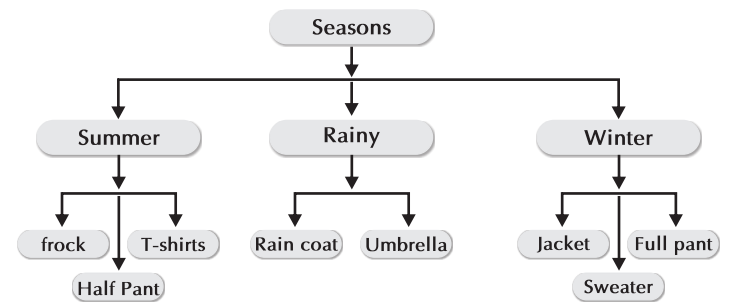 Seasons
Summer
Rainy
Winter
frock
T-shirts
Half Pant
Rain coat
Umbrella
Jacket
Full pant
Sweater